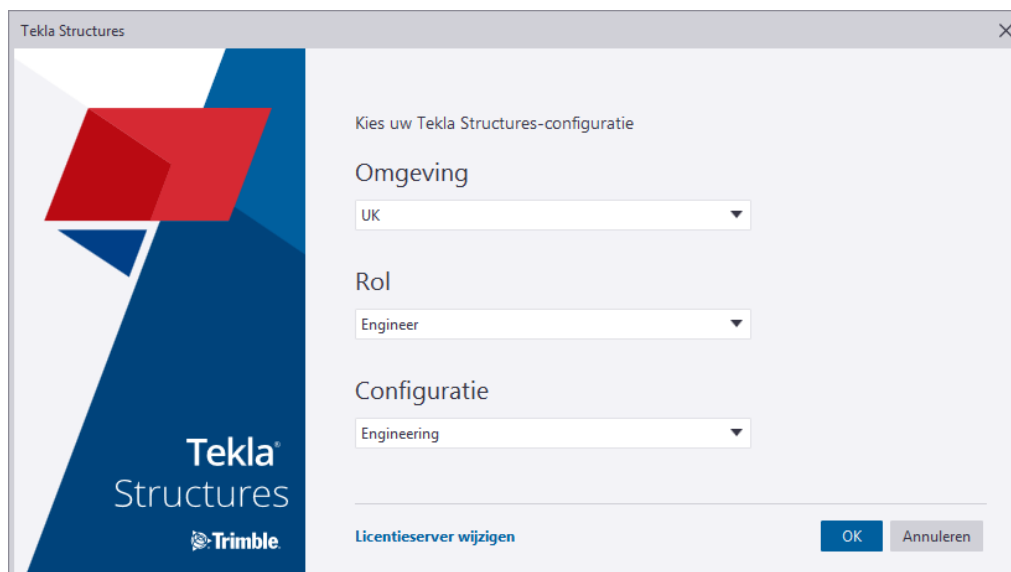 Tekla Structures
Kies uw Tekla Structures-configuratie
Omgeving
UK
Rol
Engineer
Configuratie
Engineering
Tekla®
Structures
Trimble.
Licentieserver wijzigen
OK
Annuleren